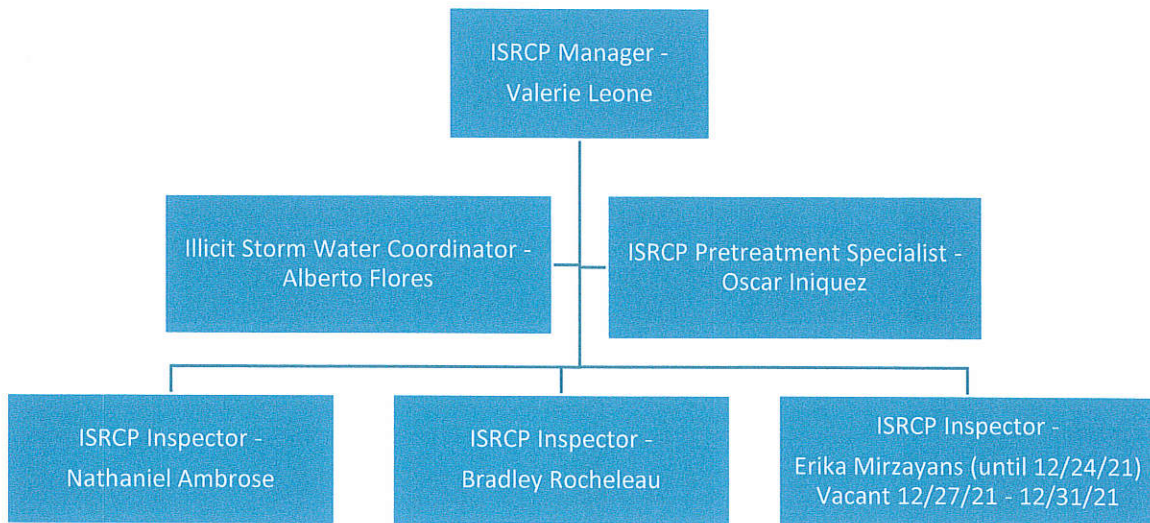 ISRCP Manager -
Valerie Leone
Illicit Storm Water Coordinator -
Alberto Flores
ISRCP Pretreatment Specialist -
Oscar Iniquez
ISRCP Inspector -
Nathaniel Ambrose
ISRCP Inspector -
Bradley Rocheleau
ISRCP Inspector -
Erika Mirzayans (until 12/24/21)
Vacant 12/27/21 - 12/31/21